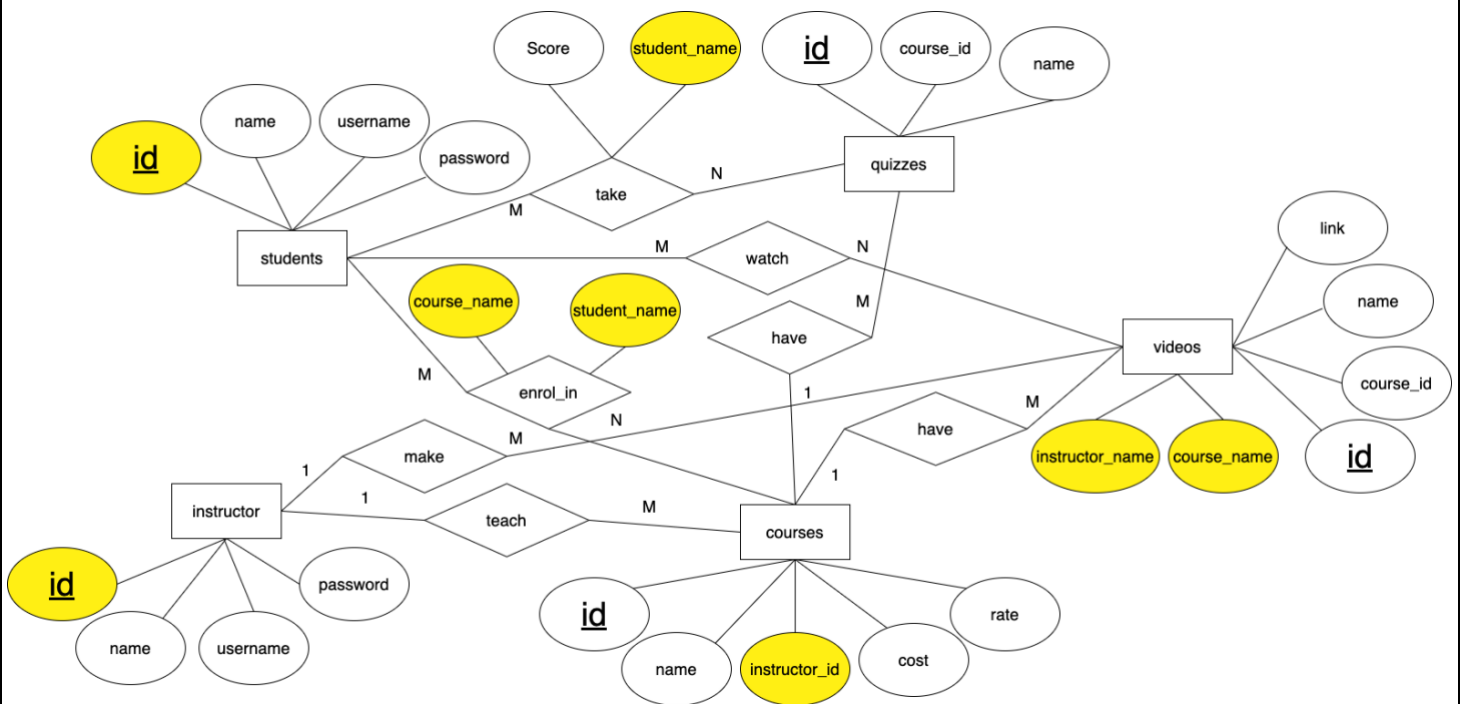 Score
student_name
id
course_id
name
name
username
id
password
quizzes
N
take
M
students
M
watch
N
link
course_name
student_name
M
have
name
videos
M
enrol_in
1
course_id
N
M
have
M
make
1
instructor_name
course_name
id
1
1
instructor
teach
M
courses
id
password
name
username
id
name
instructor_id
cost
rate